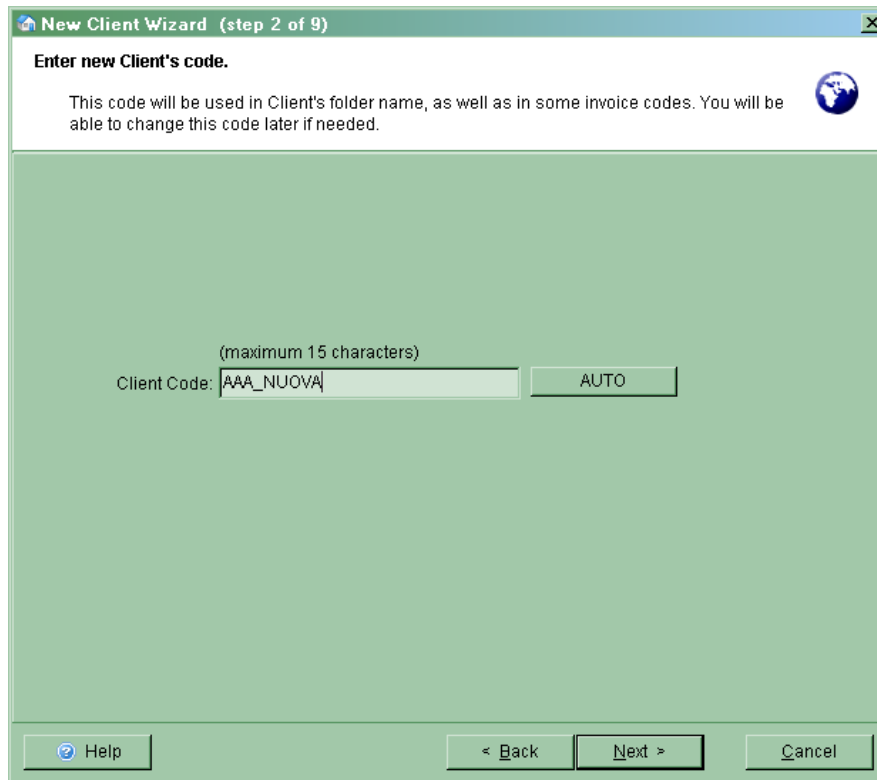 New Client Wizard (step 2 of 9)
Enter new Client's code.
This code will be used in Client's folder name, as well as in some invoice codes. You will be
able to change this code later if needed.
(maximum 15 characters)
Client Code: AAA_NUOVA AUTO
Help < Back Next > Cancel